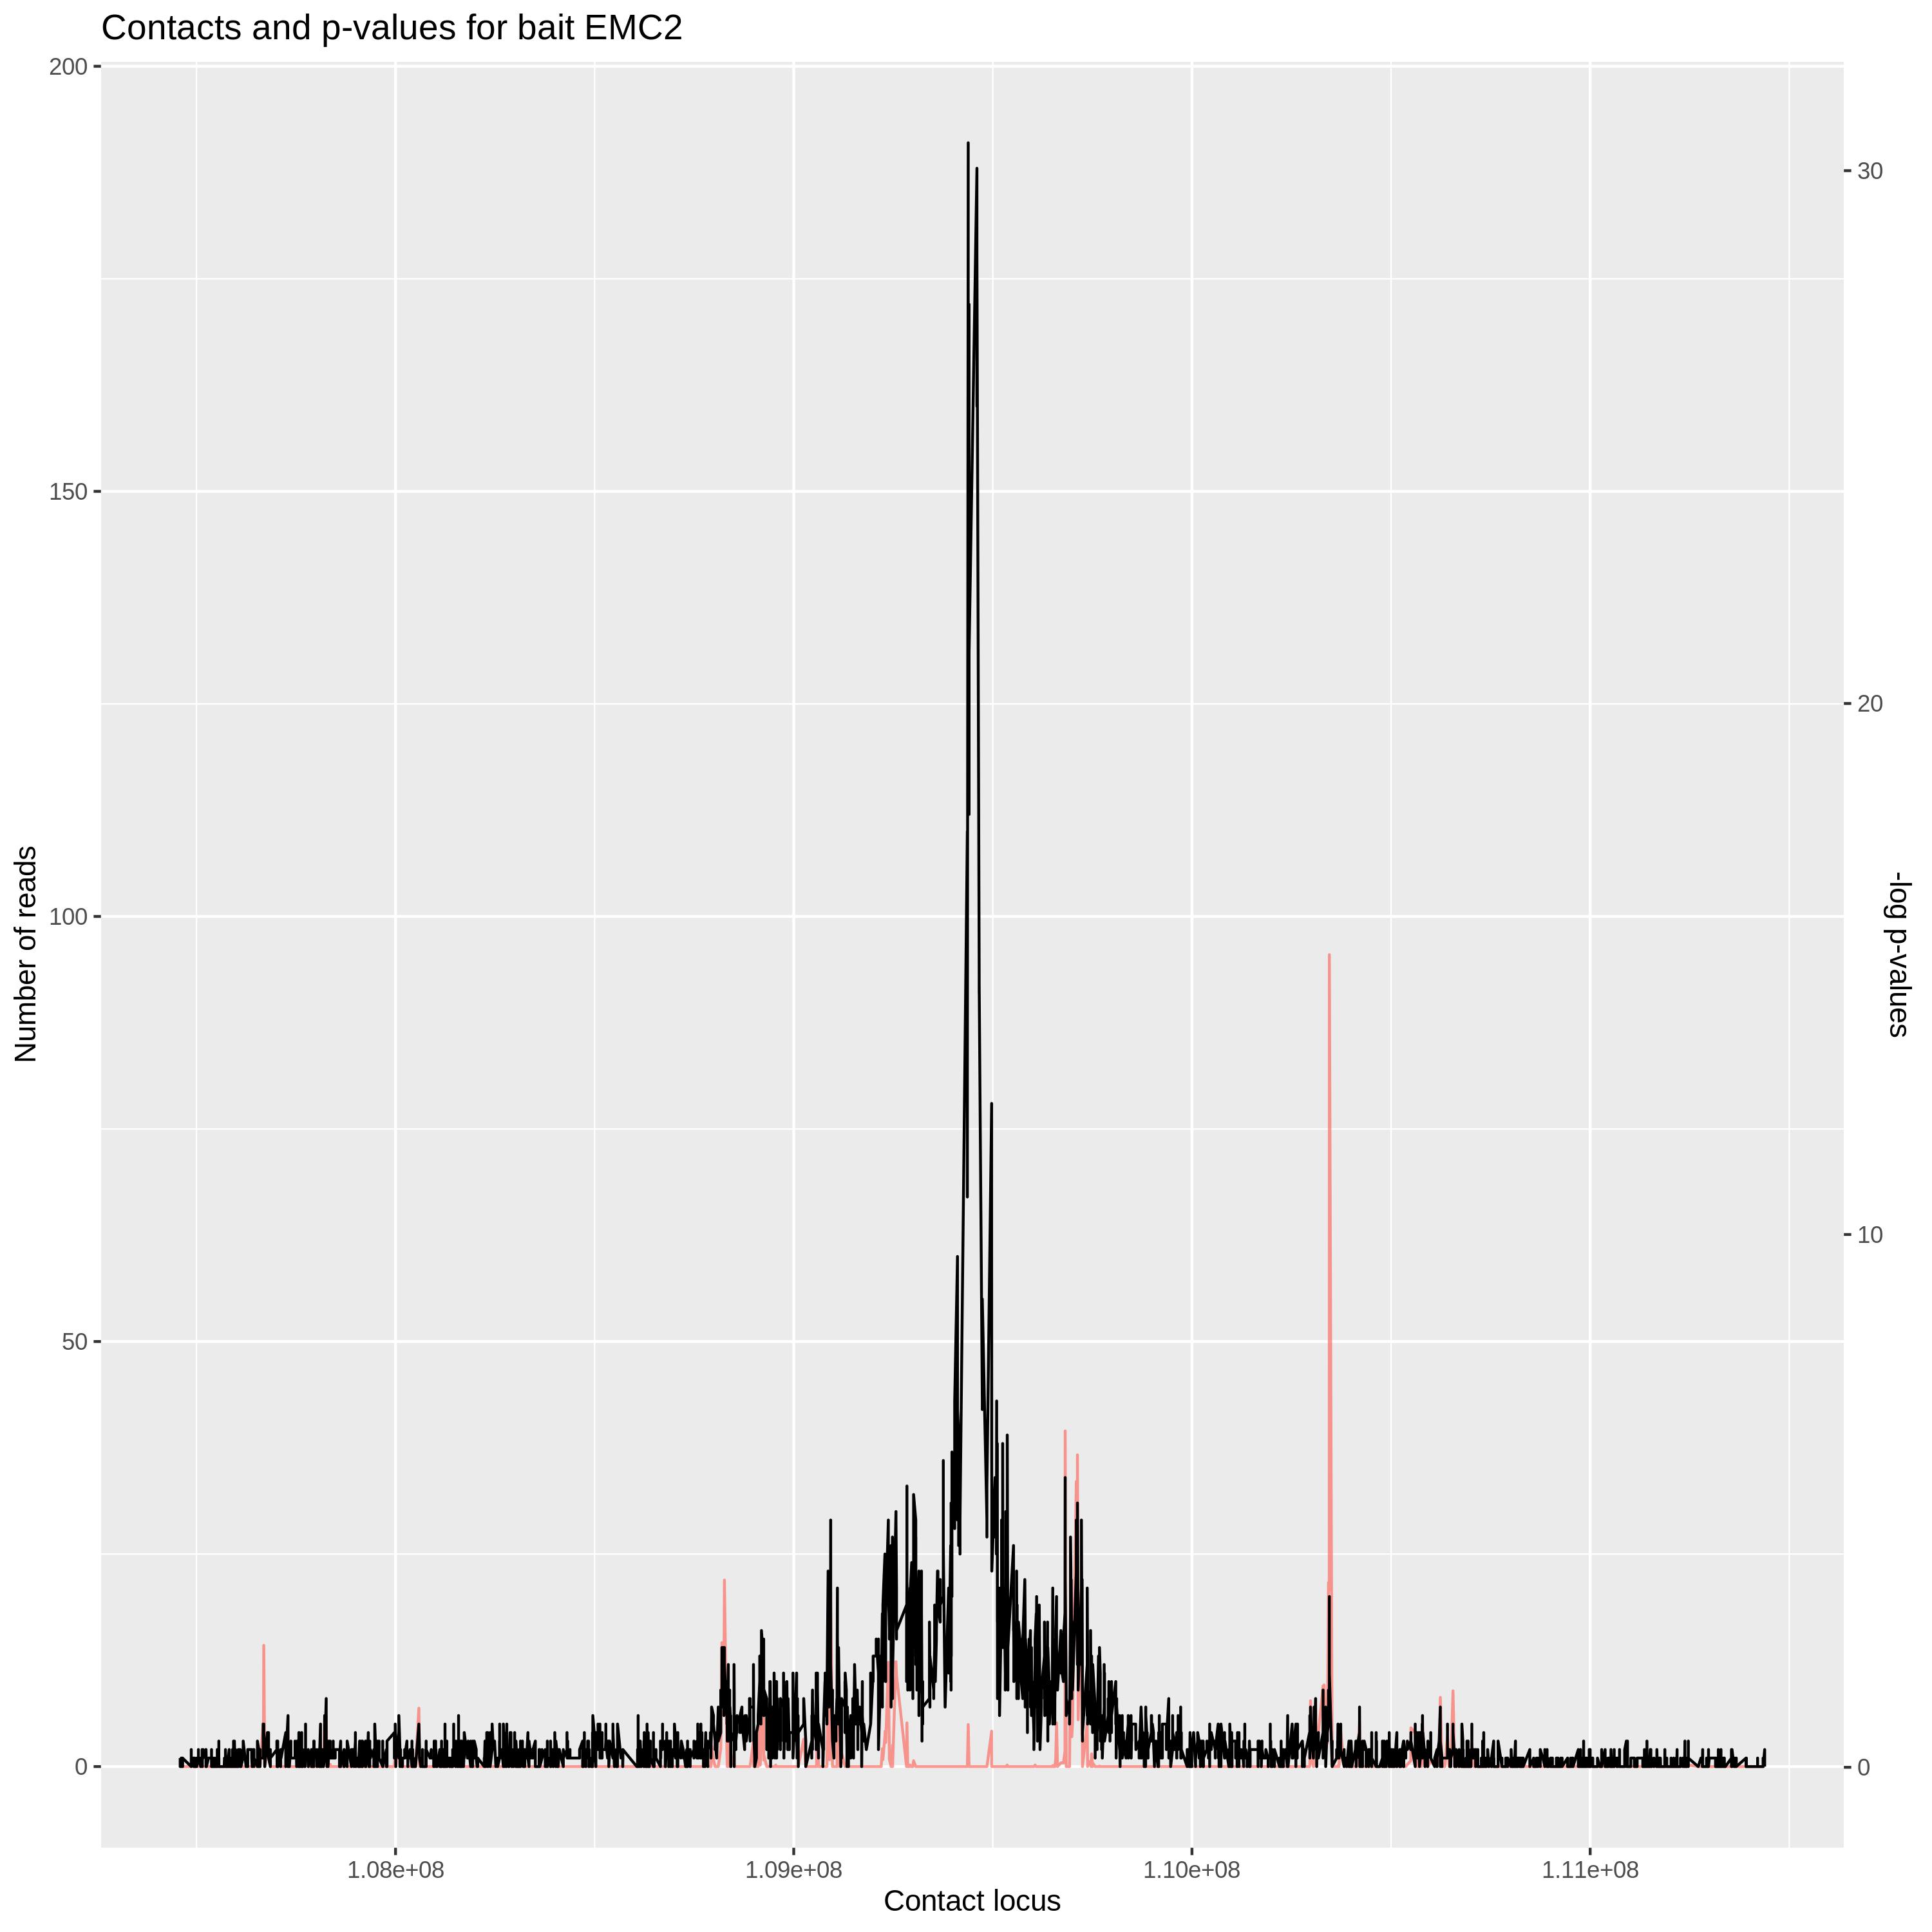 Contacts and p-values for bait EMC2
200
150
100
50
0
Number of reads
30
20
10
0
-log p-values
1.08e+08
1.09e+08
1.10e+08
1.11e+08
Contact locus